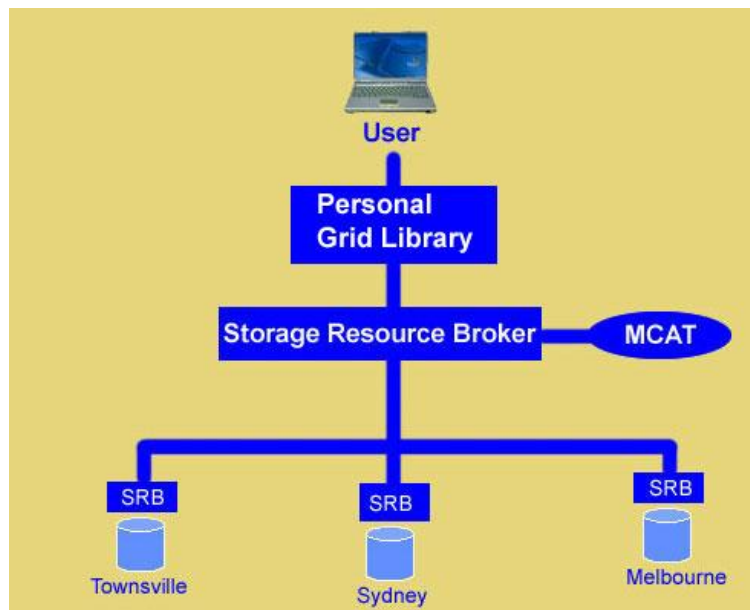 User
Personal
Grid Library
Storage Resource Broker
MCAT
SRB
SRB
SRB
Townsville
Sydney
Melbourne